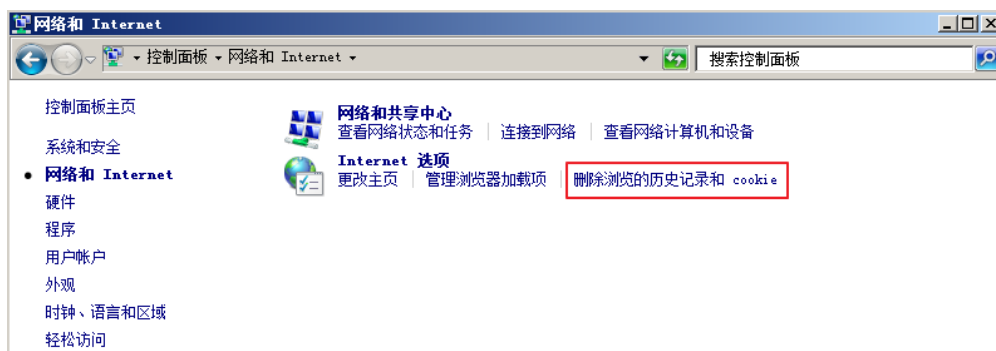 网络和 Internet
控制面板 网络和 Internet
搜索控制面板
控制面板主页
系统和安全
网络和 Internet
硬件
程序
用户帐户
外观
时钟、语言和区域
轻松访问
网络和共享中心
查看网络状态和任务 连接到网络 查看网络计算机和设备
Internet 选项
更改主页 管理浏览器加载项 删除浏览的历史记录和 cookie